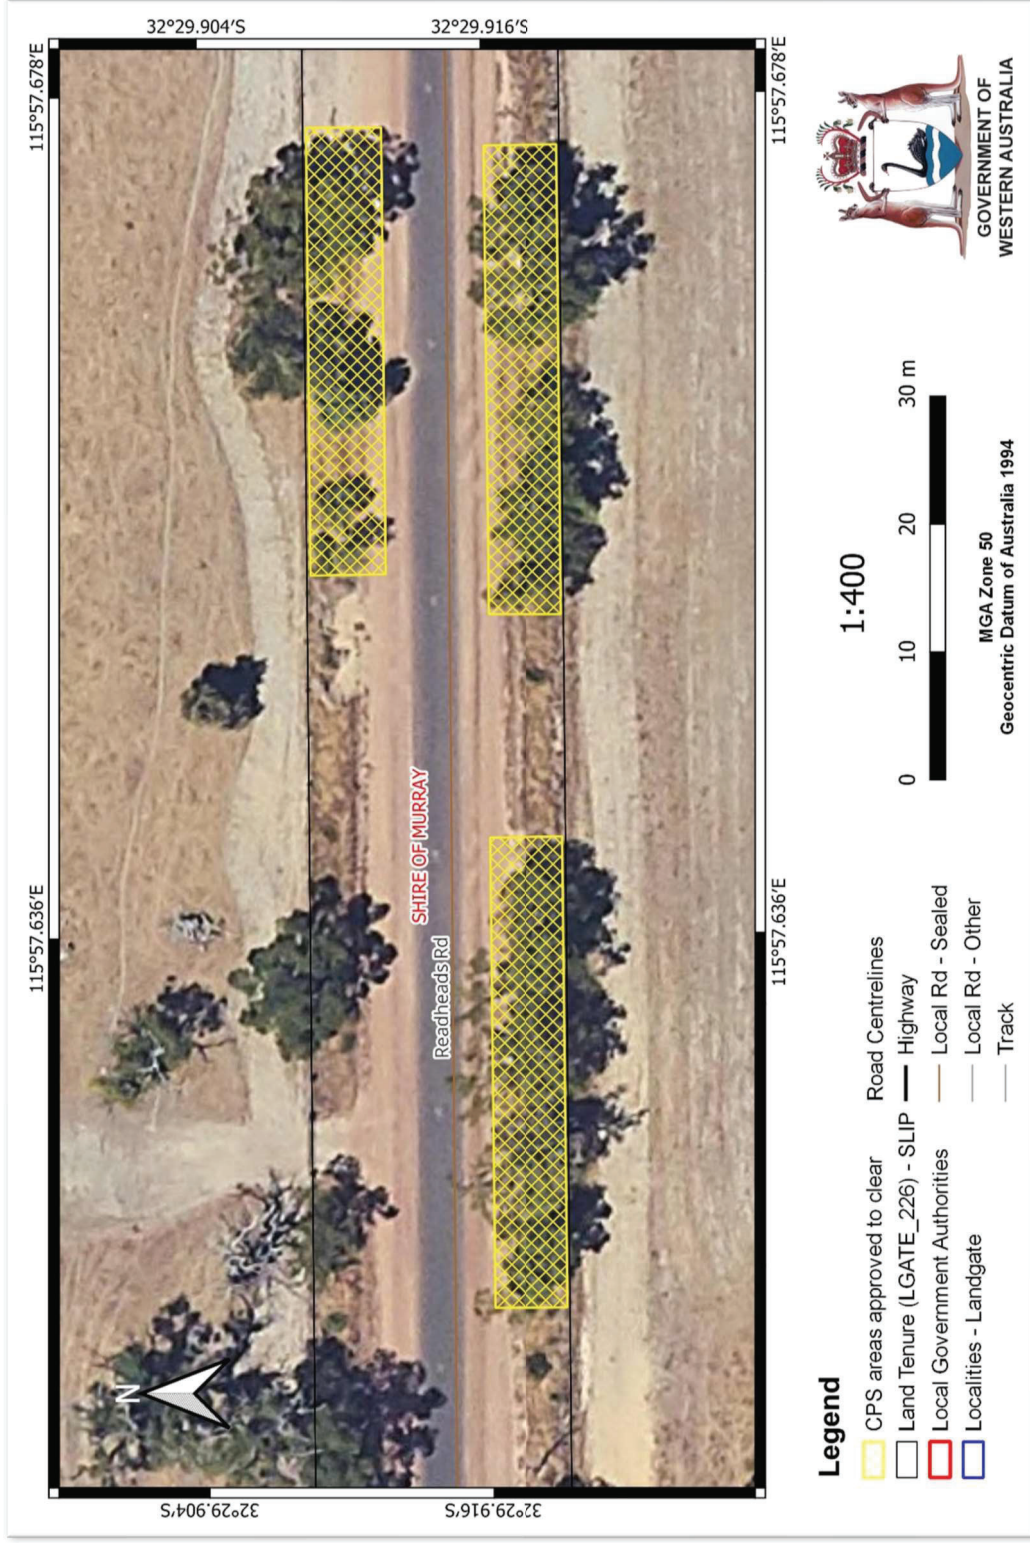 32°29.904'S
32°29.916'S
115°57.636'E
115°57.678'E
N
SHIRE OF MURRAY
Readheads Rd
115°57.636'E
115°57.678'E
32°29.904'S
32°29.916'S
Legend
CPS areas approved to clear
Land Tenure (LGATE_226) - SLIP
Local Government Authorities
Localities - Landgate
Road Centrelines
Highway
Local Rd - Sealed
Local Rd - Other
Track
1:400
0 10 20 30 m
MGA Zone 50
Geocentric Datum of Australia 1994
GOVERNMENT OF
WESTERN AUSTRALIA